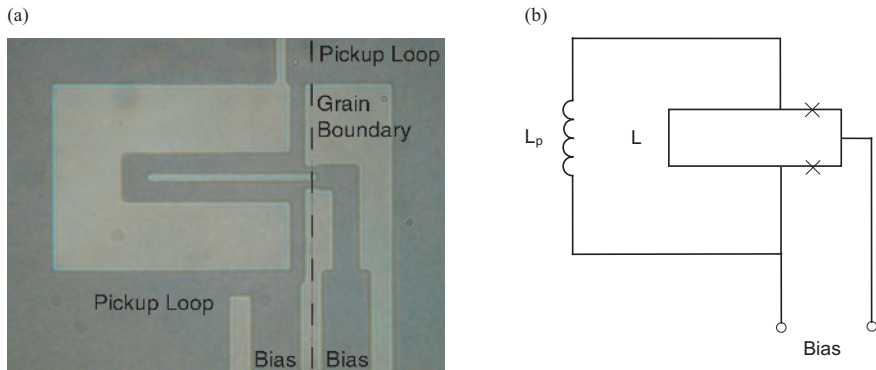 (a)
Pickup Loop
Grain
Boundary
Pickup Loop
Bias
Bias
(b)
Lₚ
L
Bias